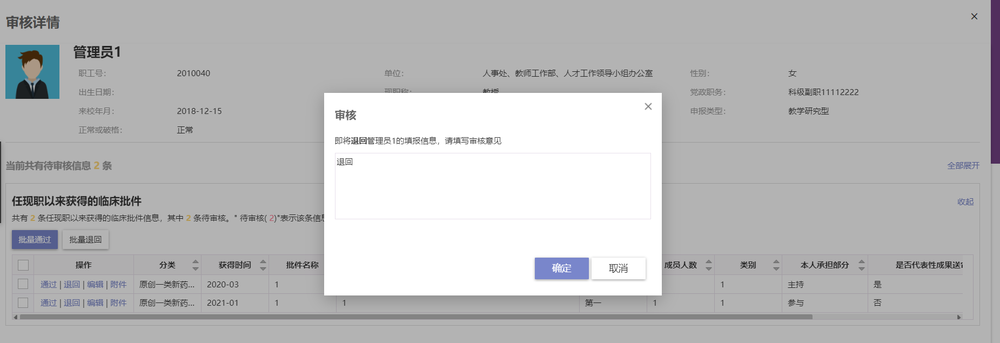 审核详情
管理员1
职工号： 2010040 单位： 人事处、教师工作部、人才工作领导小组办公室 性别： 女
出生日期： 现职称： 教授 党政职务： 科级副职11112222
来校年月： 2018-12-15 申报类型： 教学研究型
正常或破格： 正常
审核
即将退回管理员1的填报信息，请填写审核意见
退回
确定 取消
当前共有待审核信息 2 条 全部展开
任现职以来获得的临床批件 收起
共有 2 条任现职以来获得的临床批件信息，其中 2 条待审核。" 待审核( 2)"表示该条信息
批量通过 批量退回
操作 分类 获得时间 批件名称 成员人数 类别 本人承担部分 是否代表性成果送
通过 | 退回 | 编辑 | 附件 原创一类新药... 2020-03 1 1 主持 是
通过 | 退回 | 编辑 | 附件 原创一类新药... 2021-01 1 1 第一 1 1 参与 否